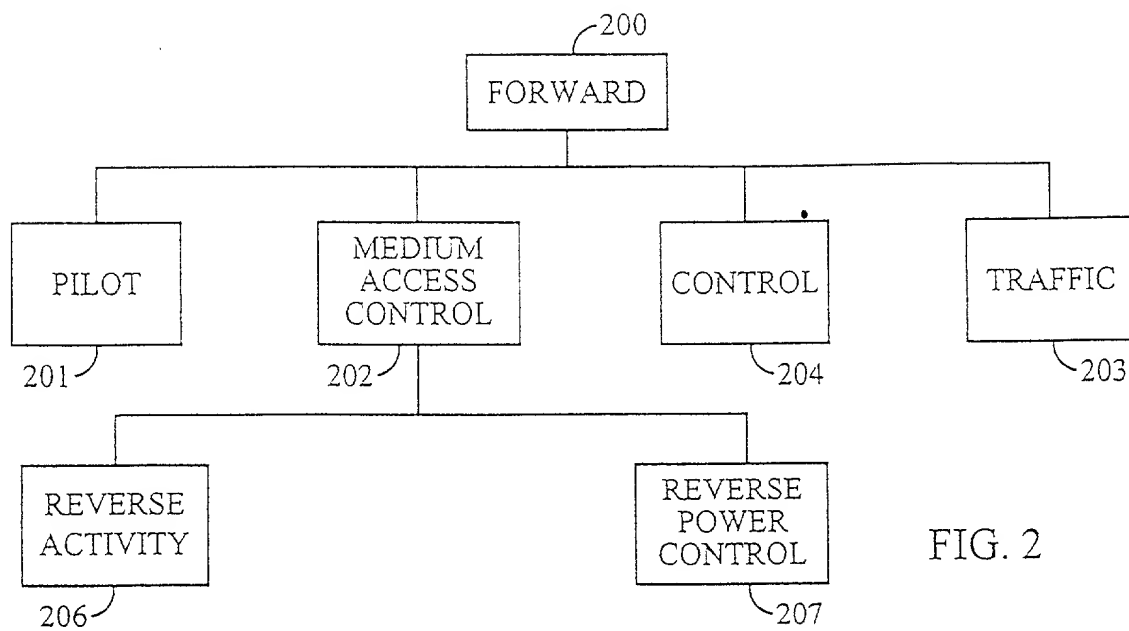 200
FORWARD
PILOT
MEDIUM
ACCESS
CONTROL
CONTROL
TRAFFIC
201
202
204
203
REVERSE
ACTIVITY
REVERSE
POWER
CONTROL
206
207
FIG. 2